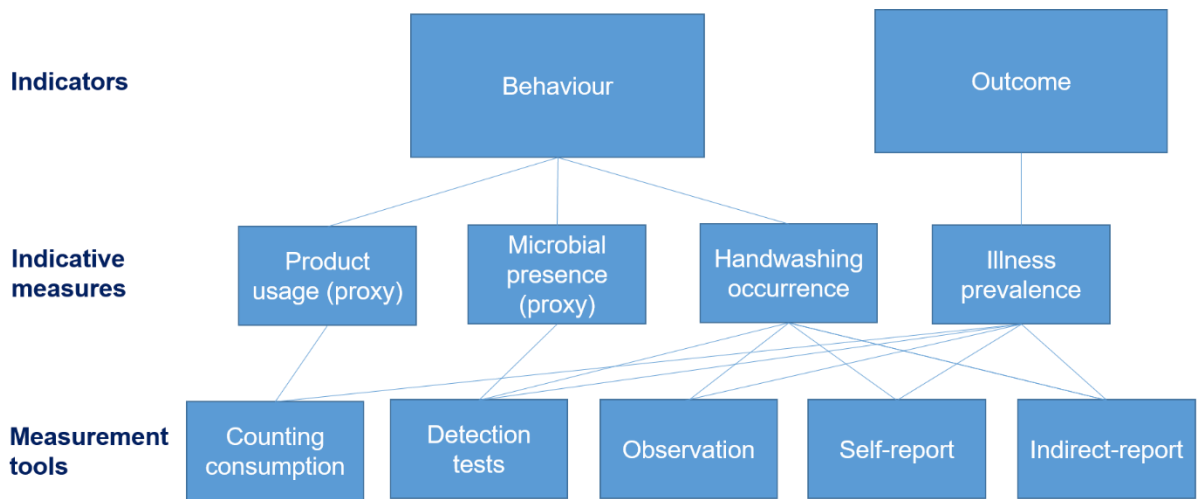 Indicators
Behaviour
Outcome
Indicative
measures
Product
usage (proxy)
Microbial
presence
(proxy)
Handwashing
occurrence
Illness
prevalence
Measurement
tools
Counting
consumption
Detection
tests
Observation
Self-report
Indirect-report